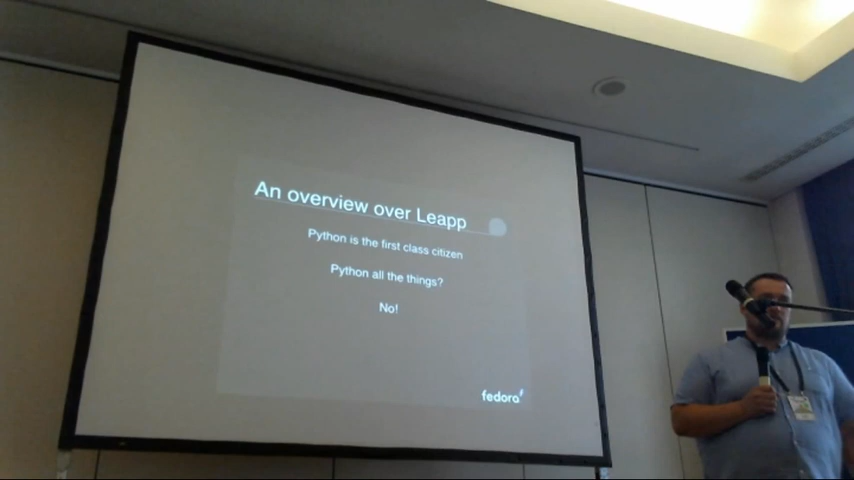 An overview over Leapp
Python is the first class citizen
Python all the things?
No!
fedora